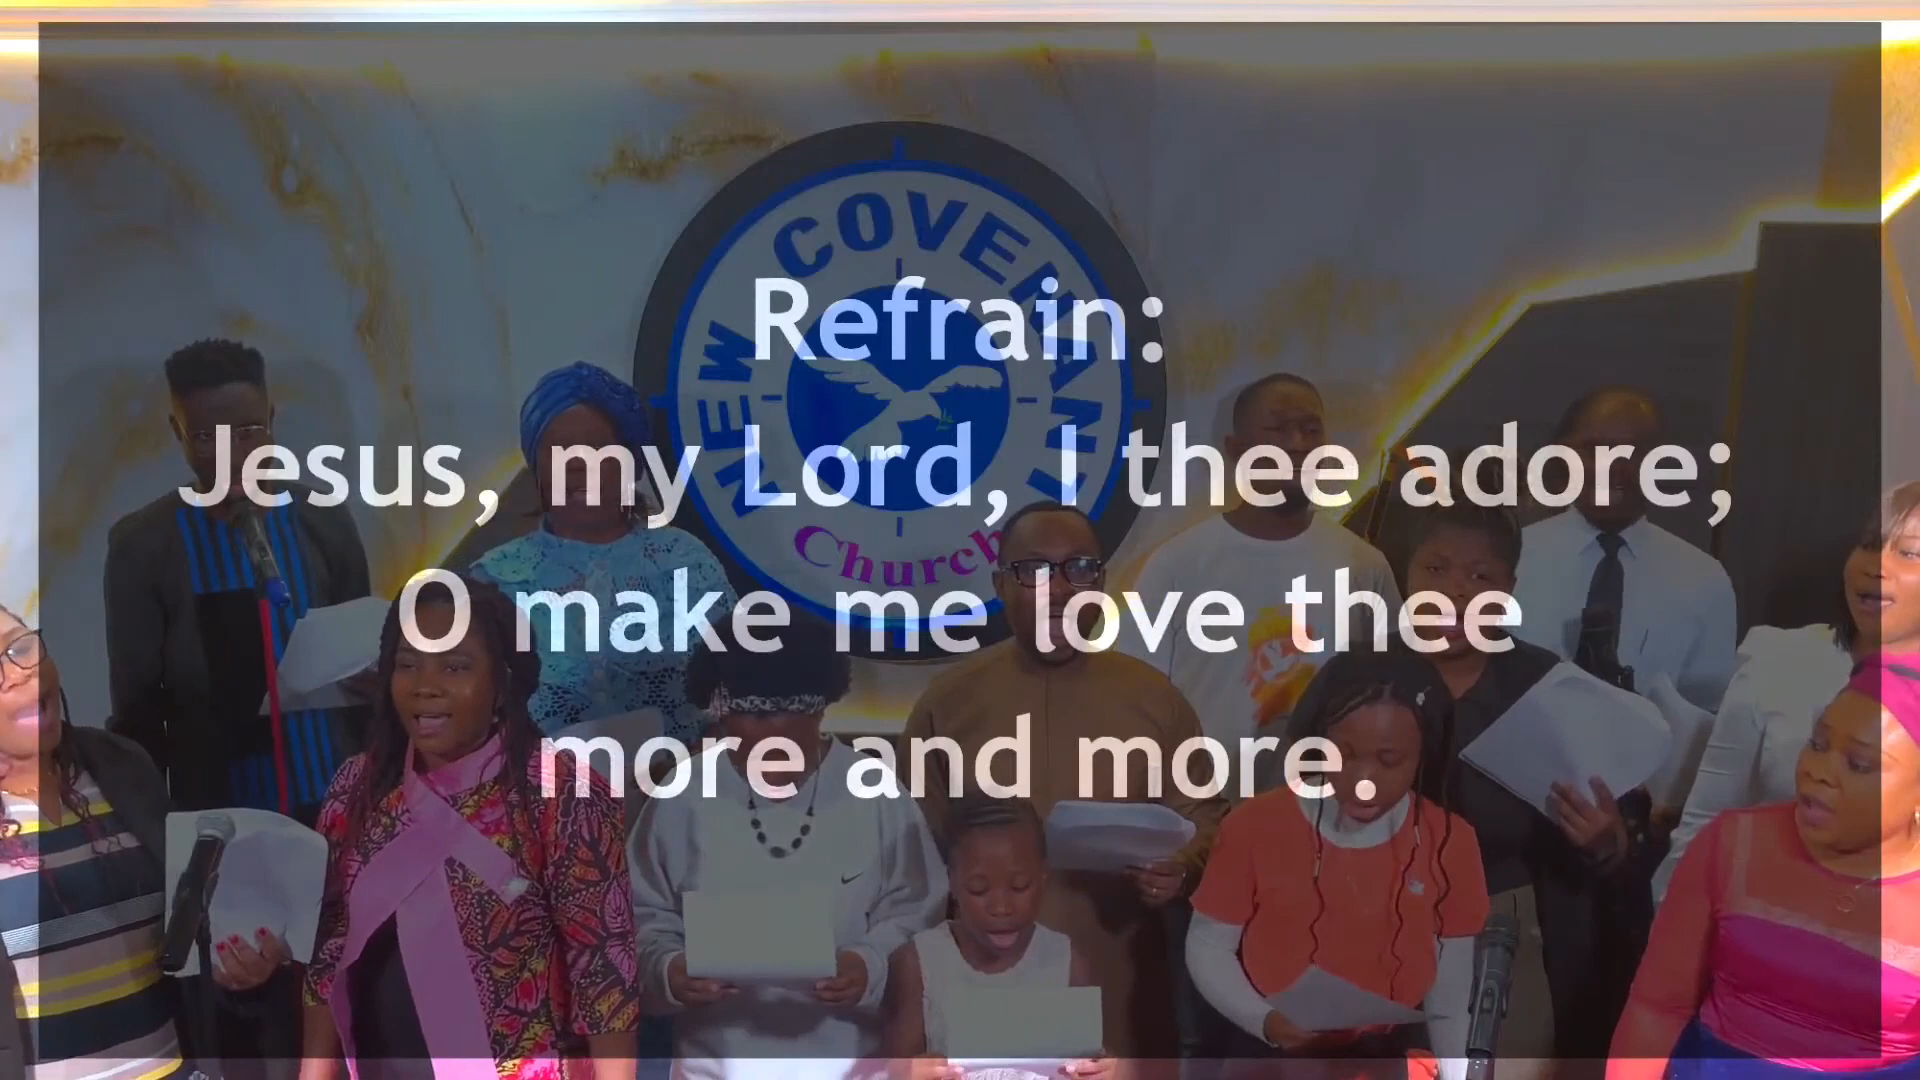 NEW COVENANT
Church
Refrain:
Jesus, my Lord, I thee adore;
O make me love thee
more and more.